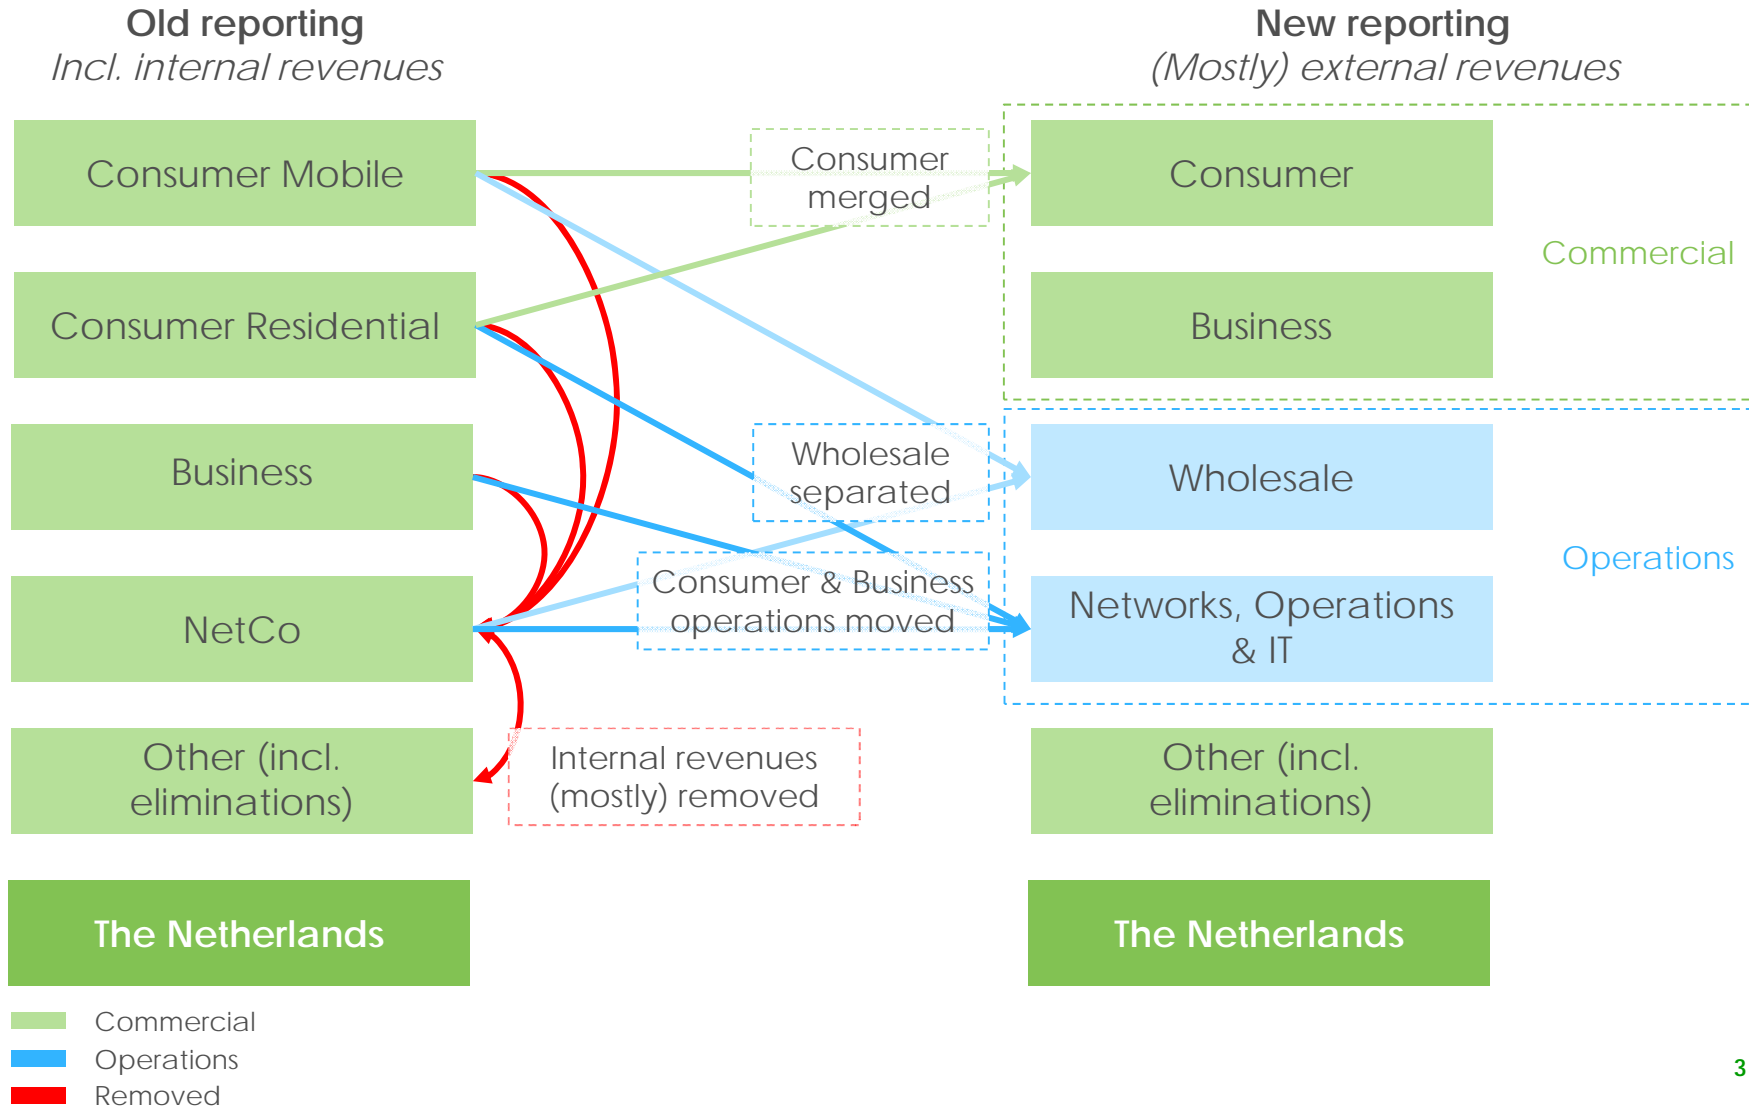 Old reporting
Incl. internal revenues
New reporting
(Mostly) external revenues
Consumer Mobile
Consumer
merged
Consumer
Commercial
Consumer Residential
Business
Business
Wholesale
separated
Wholesale
Operations
NetCo
Consumer & Business
operations moved
Networks, Operations
& IT
Other (incl.
eliminations)
Internal revenues
(mostly) removed
Other (incl.
eliminations)
The Netherlands
The Netherlands
Commercial
Operations
Removed
3